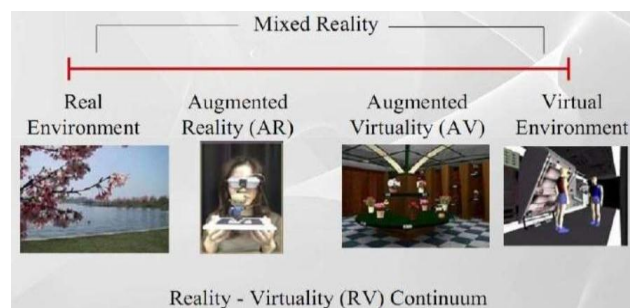 Mixed Reality
Real Environment
Augmented Reality (AR)
Augmented Virtuality (AV)
Virtual Environment
Reality - Virtuality (RV) Continuum